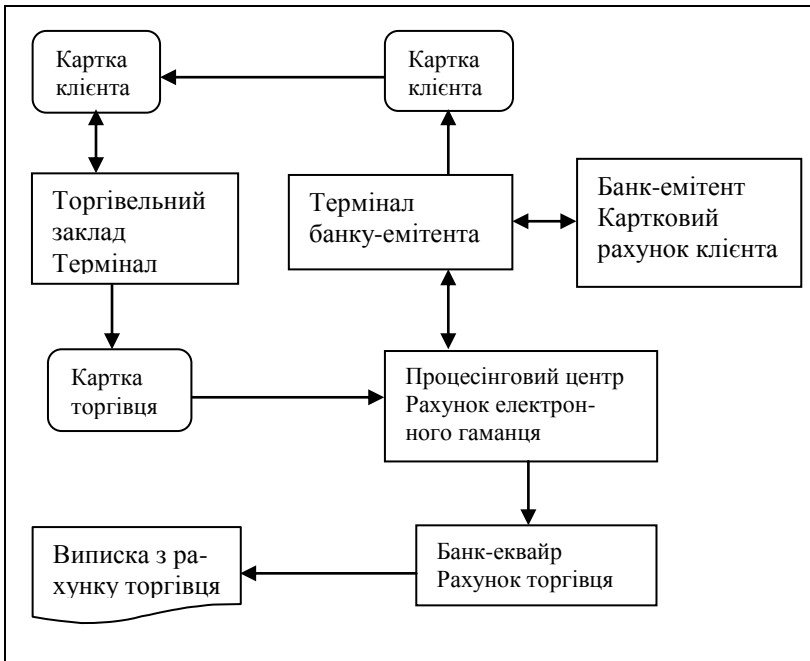 Картка
клієнта
Картка
клієнта
Торгівельний
заклад
Термінал
Термінал
банку-емітента
Банк-емітент
Картковий
рахунок клієнта
Картка
торгівця
Процесінговий центр
Рахунок електрон-
ного гаманця
Виписка з ра-
хунку торгівця
Банк-еквайр
Рахунок торгівця